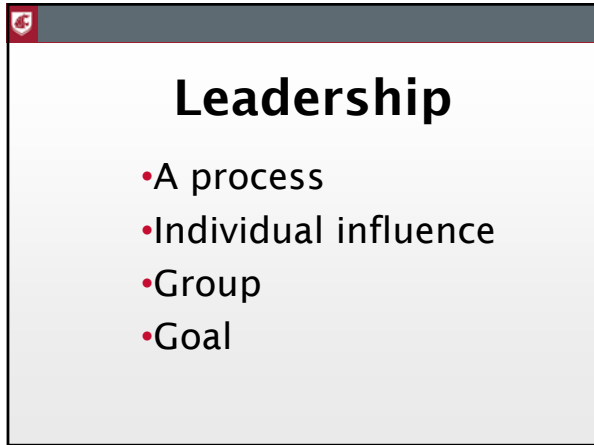 Leadership
•A process
•Individual influence
•Group
•Goal